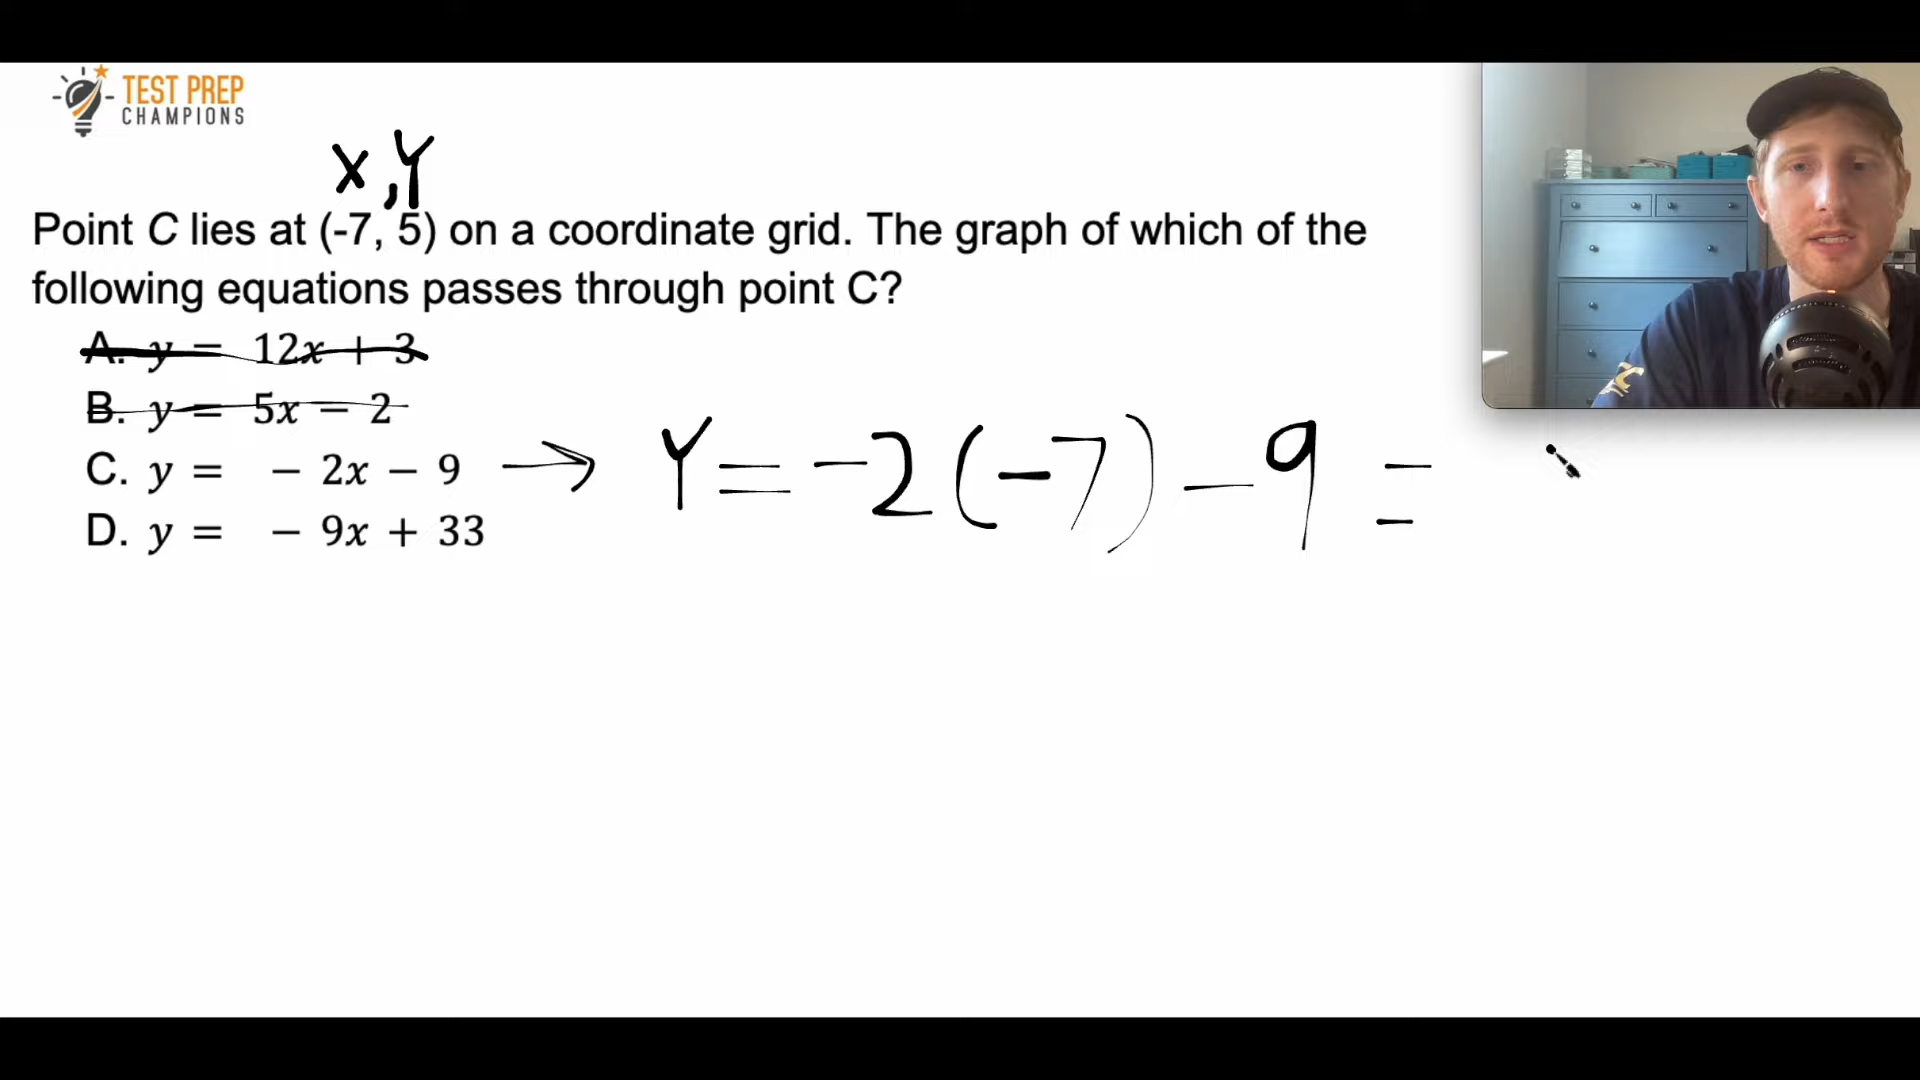 TEST PREP
CHAMPIONS
X,Y
Point C lies at (-7, 5) on a coordinate grid. The graph of which of the
following equations passes through point C?
A. y = 12x + 3
B. y = 5x − 2
C. y = − 2x − 9 → Y = -2(-7) - 9 =
D. y = − 9x + 33